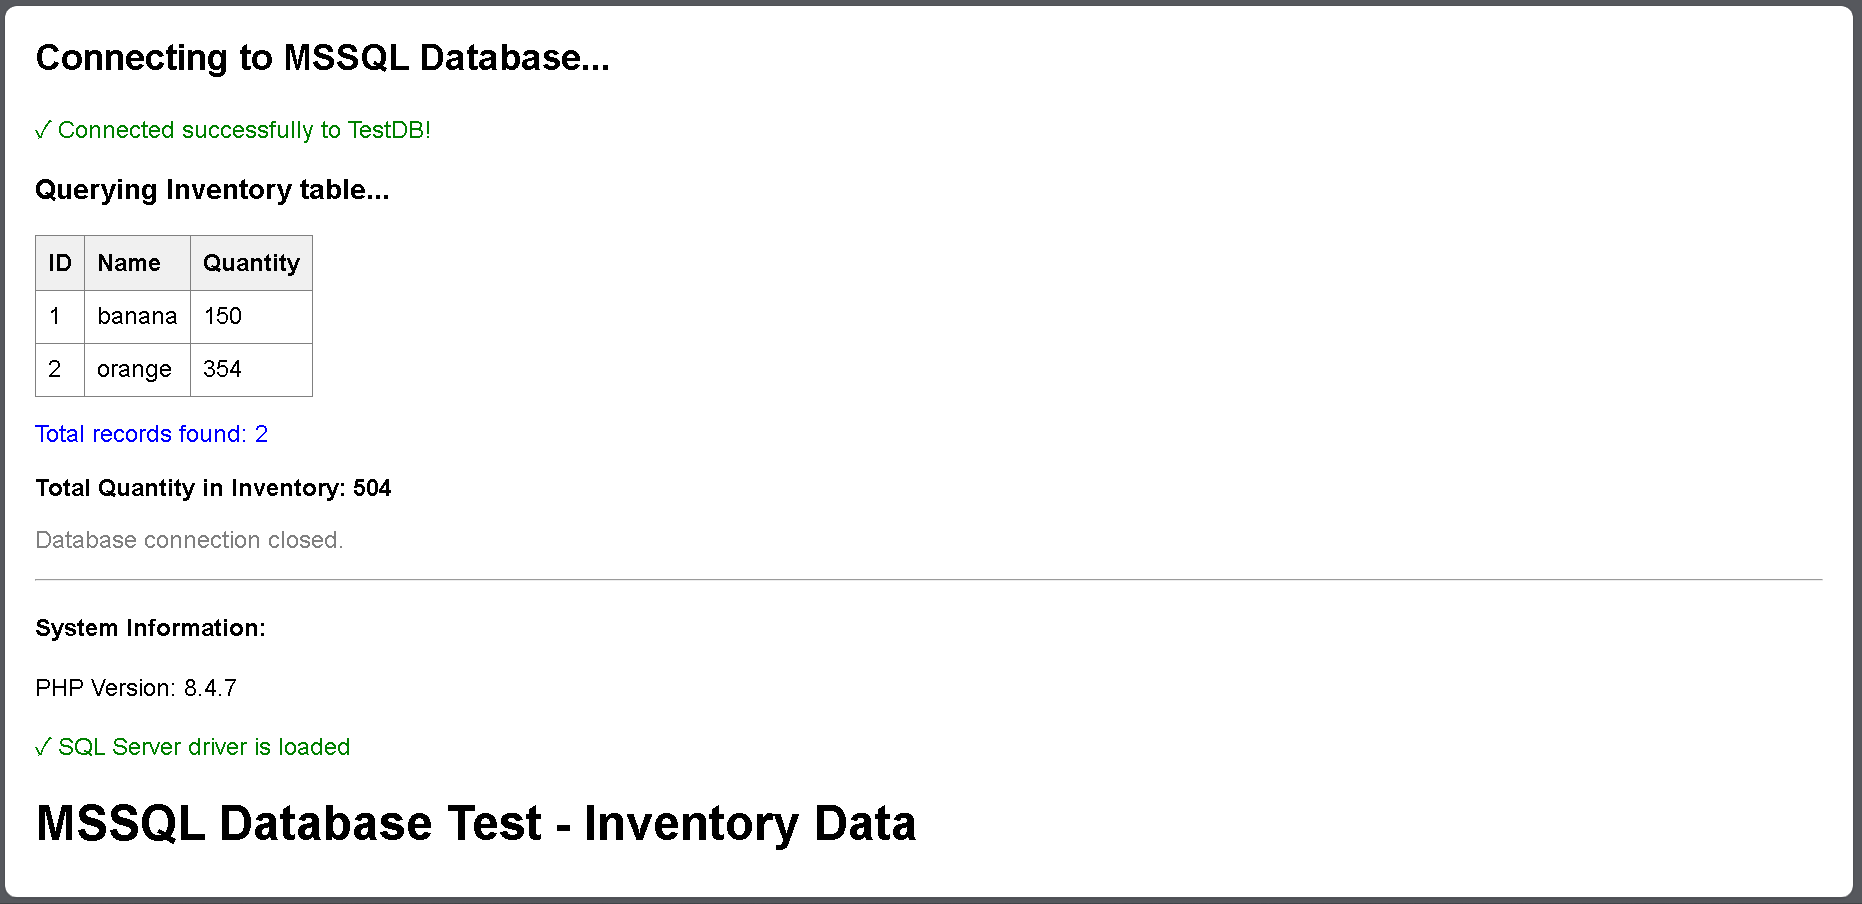 Connecting to MSSQL Database...
✓ Connected successfully to TestDB!
Querying Inventory table...
ID Name Quantity
1 banana 150
2 orange 354
Total records found: 2
Total Quantity in Inventory: 504
Database connection closed.
System Information:
PHP Version: 8.4.7
✓ SQL Server driver is loaded
MSSQL Database Test - Inventory Data